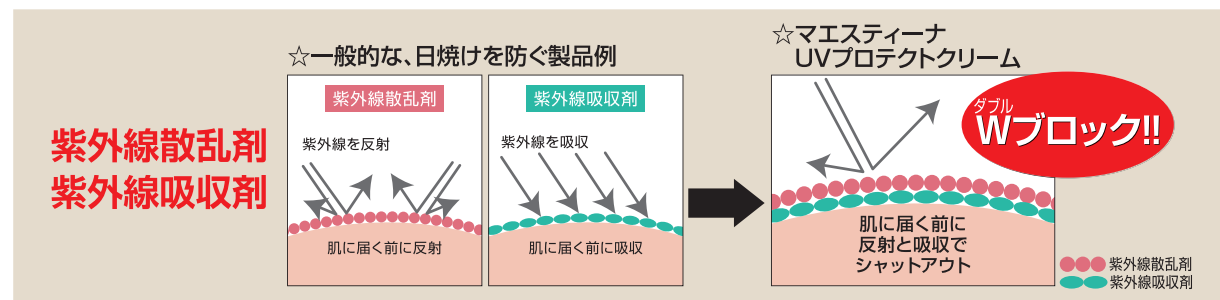 紫外線散乱剤
紫外線吸収剤
☆一般的な、日焼けを防ぐ製品例
紫外線散乱剤
紫外線を反射
肌に届く前に反射
紫外線吸収剤
紫外線を吸収
肌に届く前に吸収
☆マエスティーナ
UVプロテクトクリーム
ダブル
Wブロック!!
肌に届く前に
反射と吸収で
シャットアウト
紫外線散乱剤
紫外線吸収剤